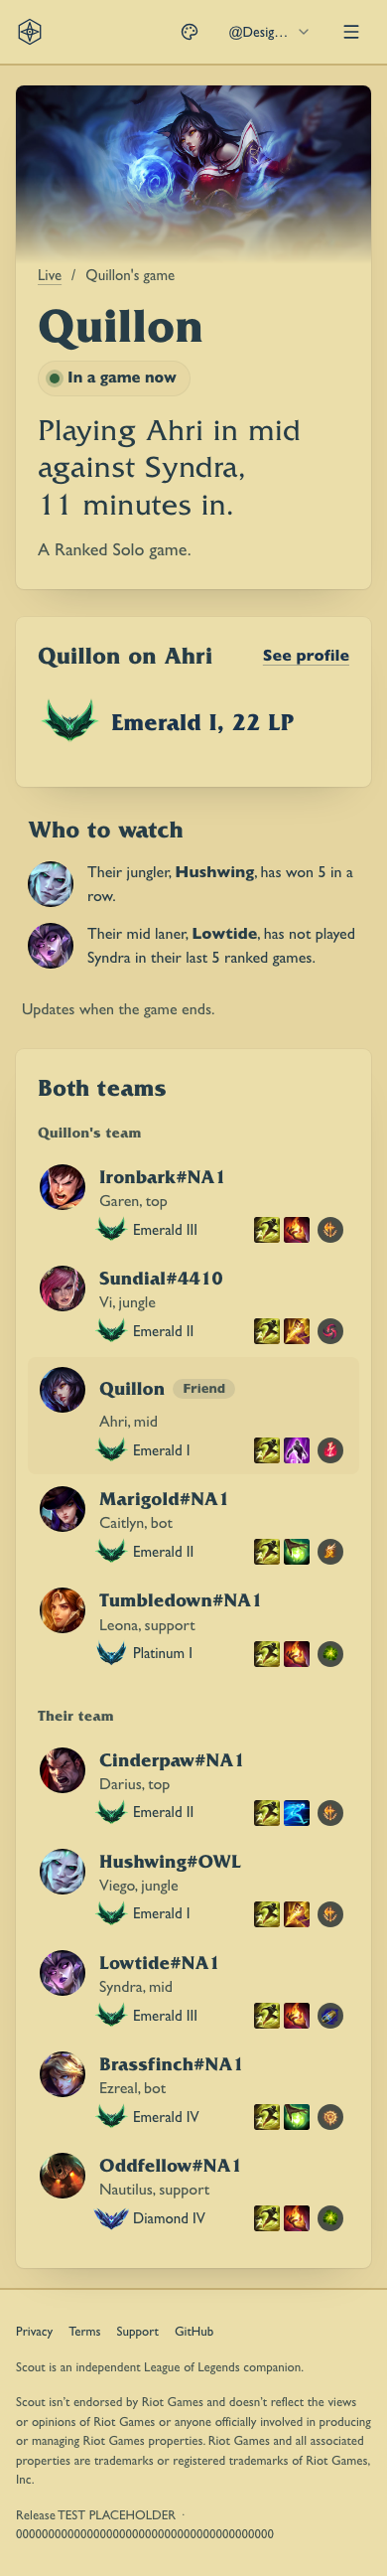 @Desig…
Live / Quillon's game
Quillon
In a game now
Playing Ahri in mid
against Syndra,
11 minutes in.
A Ranked Solo game.
Quillon on Ahri
See profile
Emerald I, 22 LP
Who to watch
Their jungler, Hushwing, has won 5 in a
row.
Their mid laner, Lowtide, has not played
Syndra in their last 5 ranked games.
Updates when the game ends.
Both teams
Quillon's team
Ironbark#NA1
Garen, top
Emerald III
Sundial#4410
Vi, jungle
Emerald II
Quillon Friend
Ahri, mid
Emerald I
Marigold#NA1
Caitlyn, bot
Emerald II
Tumbledown#NA1
Leona, support
Platinum I
Their team
Cinderpaw#NA1
Darius, top
Emerald II
Hushwing#OWL
Viego, jungle
Emerald I
Lowtide#NA1
Syndra, mid
Emerald III
Brassfinch#NA1
Ezreal, bot
Emerald IV
Oddfellow#NA1
Nautilus, support
Diamond IV
Privacy Terms Support GitHub
Scout is an independent League of Legends companion.
Scout isn't endorsed by Riot Games and doesn't reflect the views
or opinions of Riot Games or anyone officially involved in producing
or managing Riot Games properties. Riot Games and all associated
properties are trademarks or registered trademarks of Riot Games,
Inc.
Release TEST PLACEHOLDER ·
0000000000000000000000000000000000000000